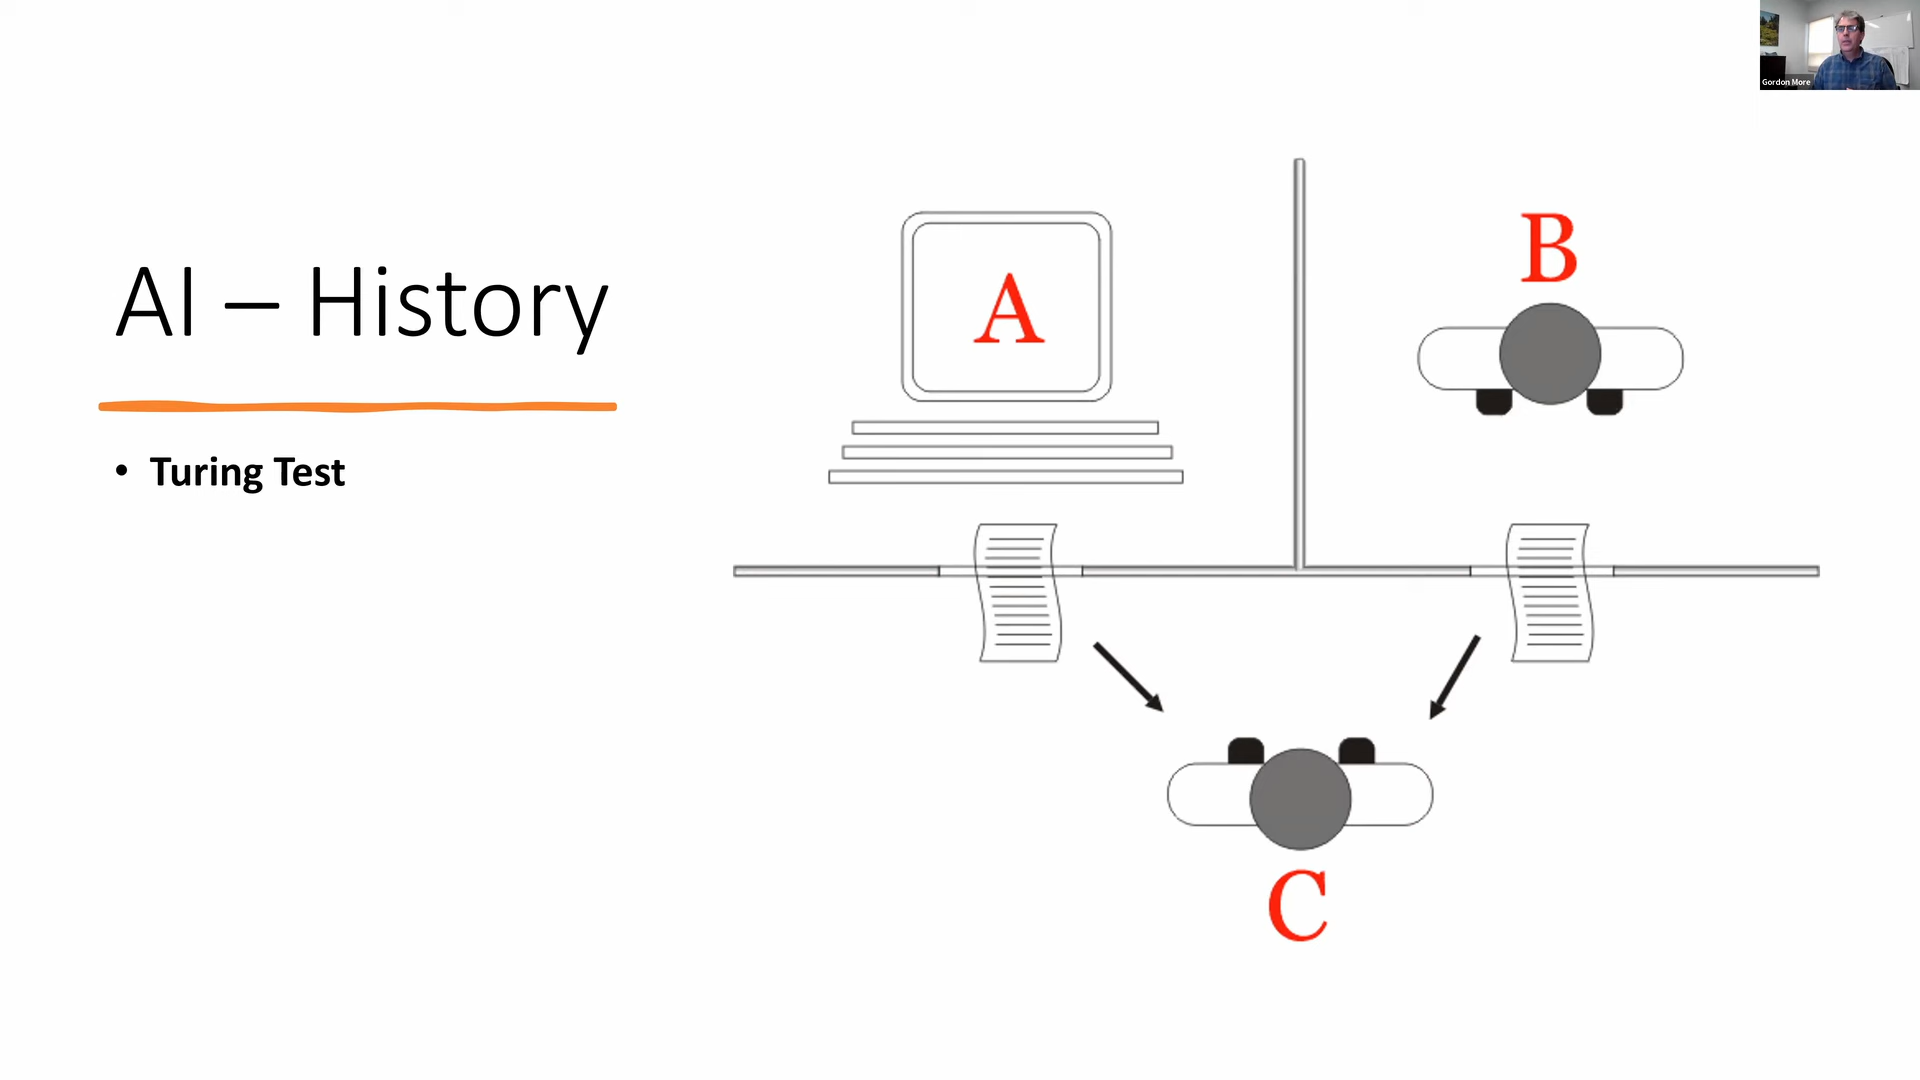 Gordon More
AI – History
• Turing Test
A
B
C